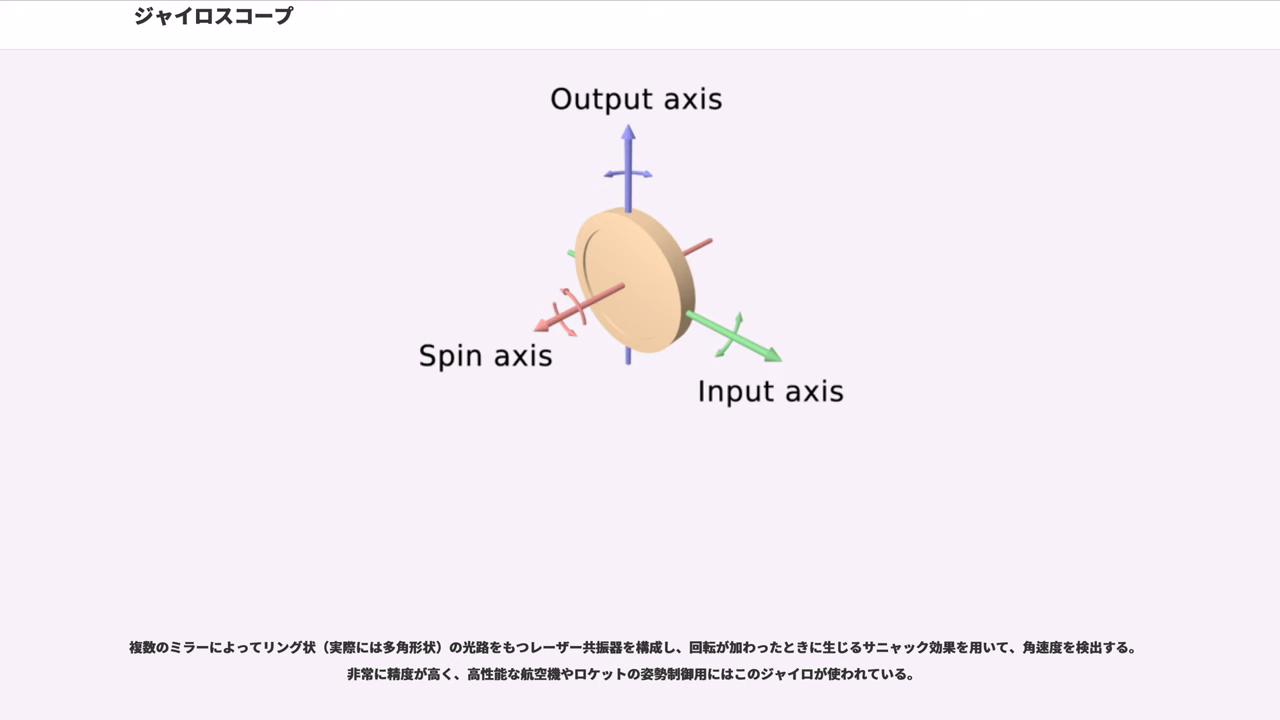 ジャイロスコープ
Output axis
Spin axis
Input axis
複数のミラーによってリング状（実際には多角形状）の光路をもつレーザー共振器を構成し、回転が加わったときに生じるサニャック効果を用いて、角速度を検出する。
非常に精度が高く、高性能な航空機やロケットの姿勢制御用にはこのジャイロが使われている。